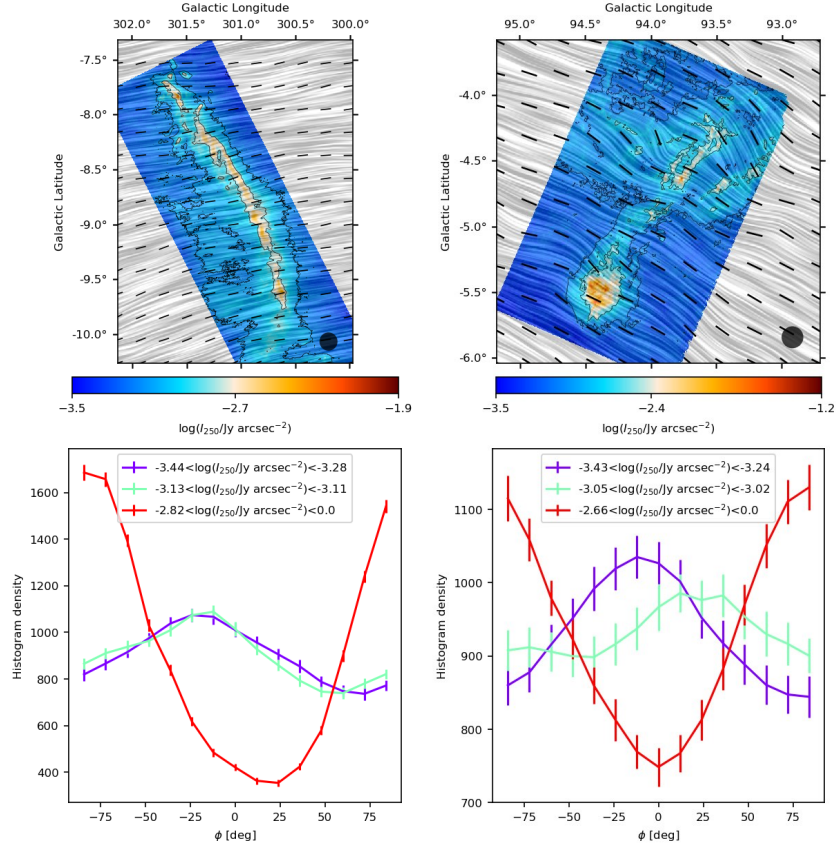 Galactic Longitude
302.0° 301.5° 301.0° 300.5° 300.0°
Galactic Latitude
-7.5°
-8.0°
-8.5°
-9.0°
-9.5°
-10.0°
−3.5 −2.7 −1.9
log(I₂₅₀/Jy arcsec⁻²)
Galactic Longitude
95.0° 94.5° 94.0° 93.5° 93.0°
Galactic Latitude
-4.0°
-4.5°
-5.0°
-5.5°
-6.0°
−3.5 −2.4 −1.2
log(I₂₅₀/Jy arcsec⁻²)
-3.44<log(I₂₅₀/Jy arcsec⁻²)<-3.28
-3.13<log(I₂₅₀/Jy arcsec⁻²)<-3.11
-2.82<log(I₂₅₀/Jy arcsec⁻²)<0.0
Histogram density
1600
1400
1200
1000
800
600
400
−75 −50 −25 0 25 50 75
ϕ [deg]
-3.43<log(I₂₅₀/Jy arcsec⁻²)<-3.24
-3.05<log(I₂₅₀/Jy arcsec⁻²)<-3.02
-2.66<log(I₂₅₀/Jy arcsec⁻²)<0.0
Histogram density
1100
1000
900
800
700
−75 −50 −25 0 25 50 75
ϕ [deg]